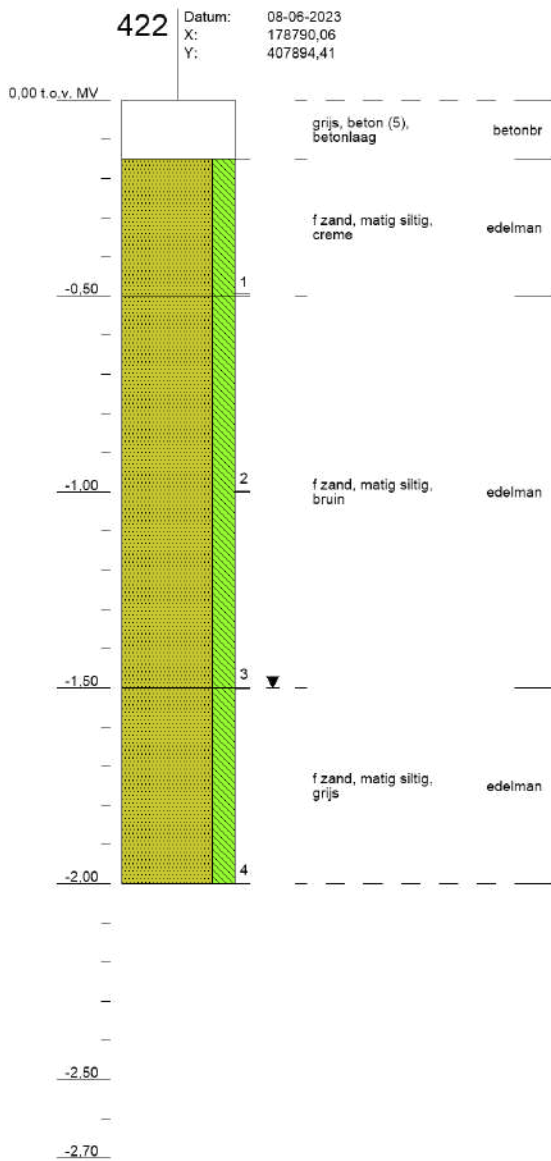 422
Datum: 08-06-2023
X: 178790,06
Y: 407894,41
0,00 t.o.v. MV
grijs, beton (5),
betonlaag
betonbr
f zand, matig siltig,
creme
edelman
1
-0,50
2
-1,00
f zand, matig siltig,
bruin
edelman
3
-1,50
f zand, matig siltig,
grijs
edelman
4
-2,00
-2,50
-2,70